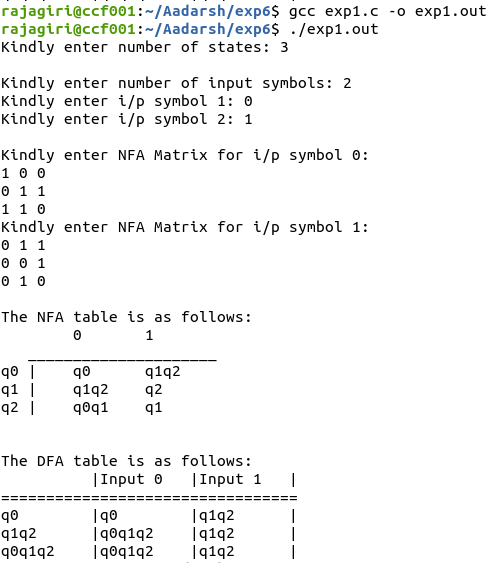 rajagiri@ccf001:~/Aadarsh/exp6$ gcc exp1.c -o exp1.out
rajagiri@ccf001:~/Aadarsh/exp6$ ./exp1.out
Kindly enter number of states: 3
Kindly enter number of input symbols: 2
Kindly enter i/p symbol 1: 0
Kindly enter i/p symbol 2: 1
Kindly enter NFA Matrix for i/p symbol 0:
1 0 0
0 1 1
1 1 0
Kindly enter NFA Matrix for i/p symbol 1:
0 1 1
0 0 1
0 1 0
The NFA table is as follows:
0 1
_____________________
q0 | q0 q1q2
q1 | q1q2 q2
q2 | q0q1 q1
The DFA table is as follows:
|Input 0 |Input 1 |
=================================
q0 |q0 |q1q2 |
q1q2 |q0q1q2 |q1q2 |
q0q1q2 |q0q1q2 |q1q2 |